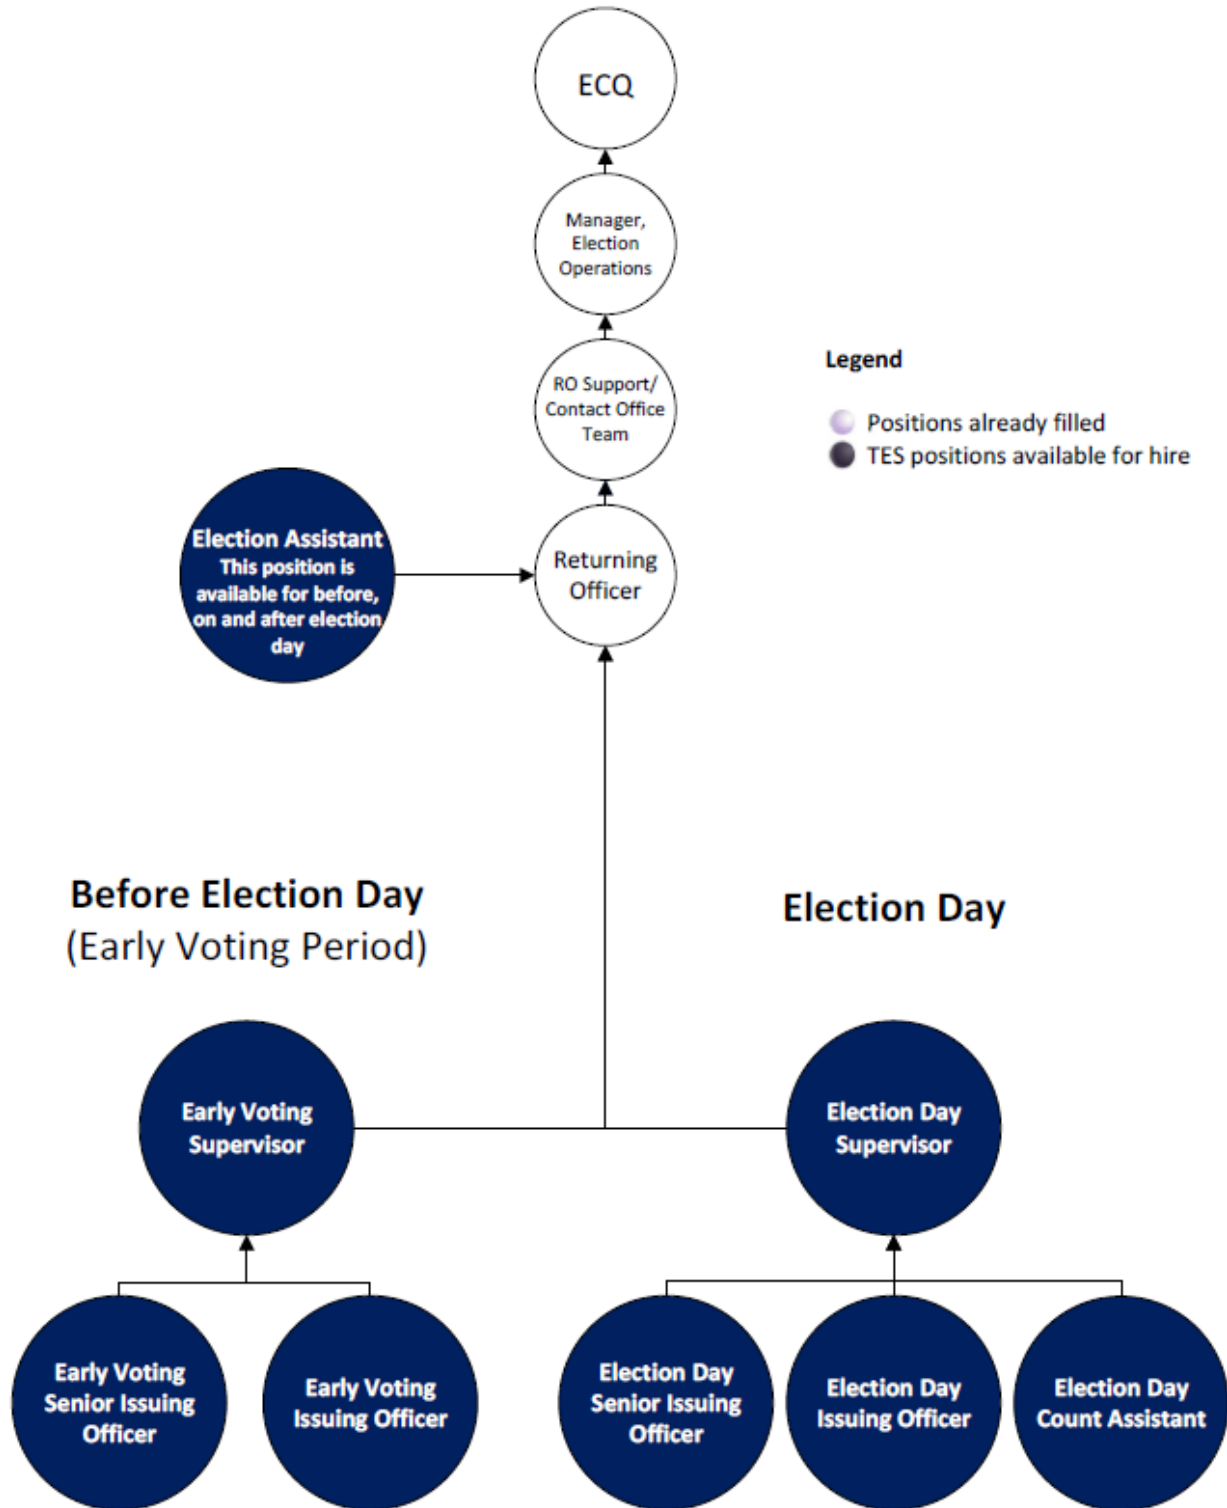 ECQ
Manager,
Election
Operations
RO Support/
Contact Office
Team
Legend
Positions already filled
TES positions available for hire
Election Assistant
This position is
available for before,
on and after election
day
Returning
Officer
Before Election Day
(Early Voting Period)
Election Day
Early Voting
Supervisor
Election Day
Supervisor
Early Voting
Senior Issuing
Officer
Early Voting
Issuing Officer
Election Day
Senior Issuing
Officer
Election Day
Issuing Officer
Election Day
Count Assistant